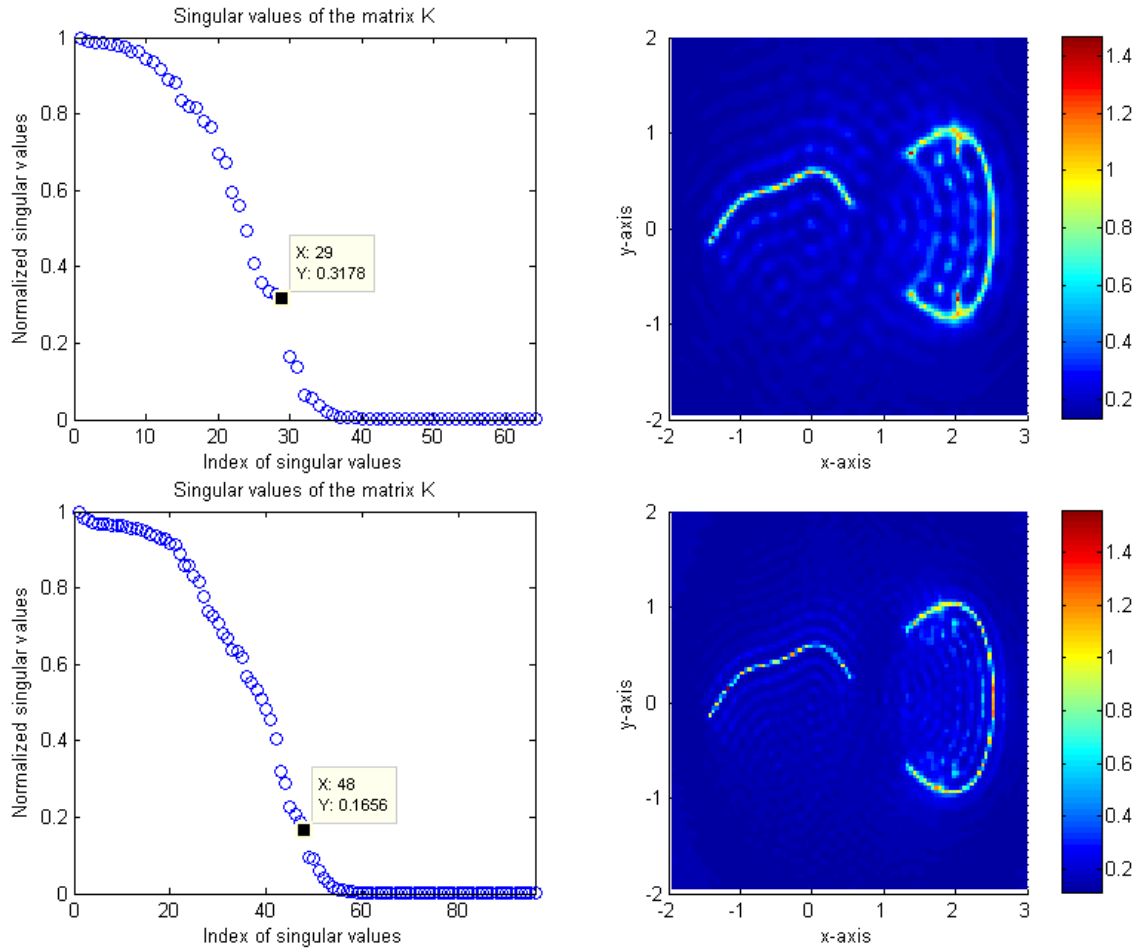 Singular values of the matrix K
Normalized singular values
1
0.8
0.6
0.4
0.2
0
X: 29
Y: 0.3178
0 10 20 30 40 50 60
Index of singular values
y-axis
2
1
0
-1
-2
-2 -1 0 1 2 3
x-axis
1.4
1.2
1
0.8
0.6
0.4
0.2
Singular values of the matrix K
Normalized singular values
1
0.8
0.6
0.4
0.2
0
X: 48
Y: 0.1656
0 20 40 60 80
Index of singular values
y-axis
2
1
0
-1
-2
-2 -1 0 1 2 3
x-axis
1.4
1.2
1
0.8
0.6
0.4
0.2